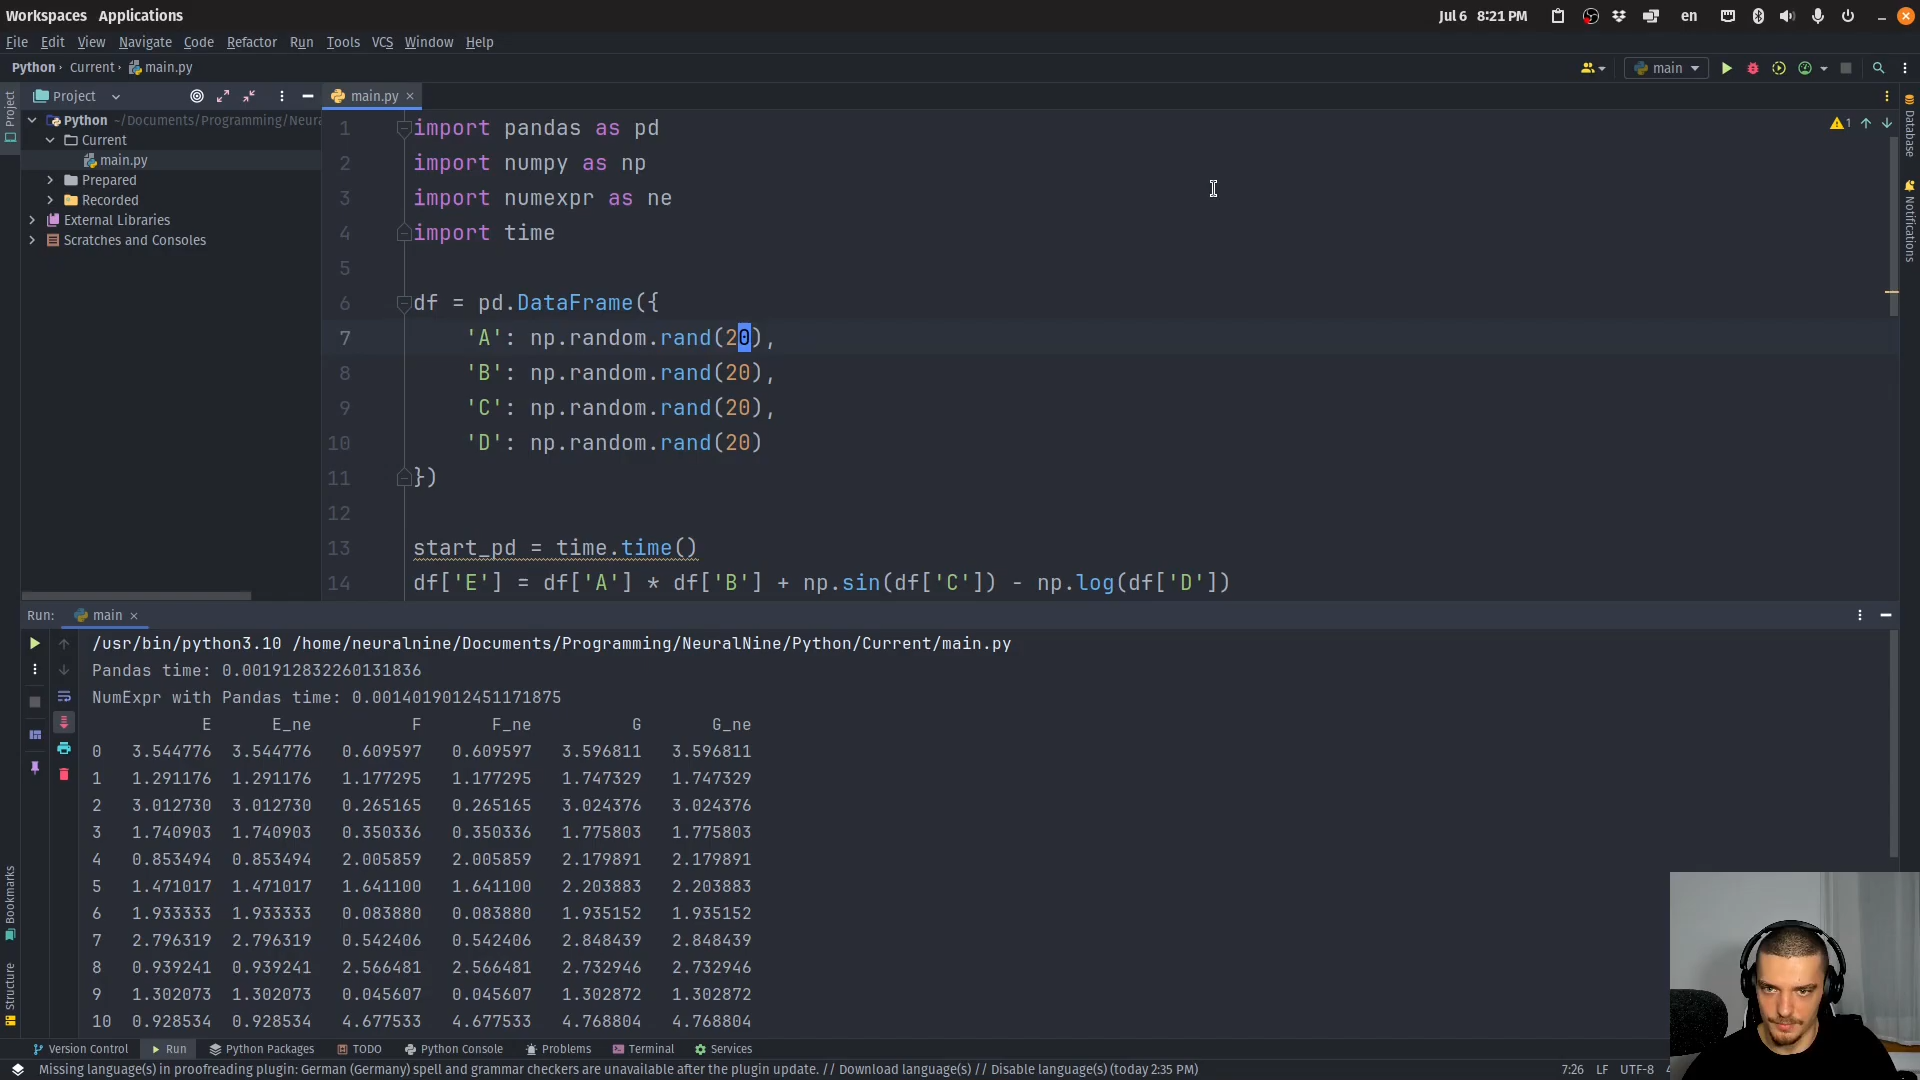 Workspaces Applications
Jul 6 8:21 PM
en
File Edit View Navigate Code Refactor Run Tools VCS Window Help
Python Current main.py
main
Project
main.py
Python ~/Documents/Programming/Neura
Current
main.py
Prepared
Recorded
External Libraries
Scratches and Consoles
Project
Bookmarks
Structure
Database
Notifications
1
1 import pandas as pd
2 import numpy as np
3 import numexpr as ne
4 import time
5
6 df = pd.DataFrame({
7 'A': np.random.rand(20),
8 'B': np.random.rand(20),
9 'C': np.random.rand(20),
10 'D': np.random.rand(20)
11 })
12
13 start_pd = time.time()
14 df['E'] = df['A'] * df['B'] + np.sin(df['C']) - np.log(df['D'])
Run: main
/usr/bin/python3.10 /home/neuralnine/Documents/Programming/NeuralNine/Python/Current/main.py
Pandas time: 0.001912832260131836
NumExpr with Pandas time: 0.0014019012451171875
E E_ne F F_ne G G_ne
0 3.544776 3.544776 0.609597 0.609597 3.596811 3.596811
1 1.291176 1.291176 1.177295 1.177295 1.747329 1.747329
2 3.012730 3.012730 0.265165 0.265165 3.024376 3.024376
3 1.740903 1.740903 0.350336 0.350336 1.775803 1.775803
4 0.853494 0.853494 2.005859 2.005859 2.179891 2.179891
5 1.471017 1.471017 1.641100 1.641100 2.203883 2.203883
6 1.933333 1.933333 0.083880 0.083880 1.935152 1.935152
7 2.796319 2.796319 0.542406 0.542406 2.848439 2.848439
8 0.939241 0.939241 2.566481 2.566481 2.732946 2.732946
9 1.302073 1.302073 0.045607 0.045607 1.302872 1.302872
10 0.928534 0.928534 4.677533 4.677533 4.768804 4.768804
Version Control Run Python Packages TODO Python Console Problems Terminal Services
Missing language(s) in proofreading plugin: German (Germany) spell and grammar checkers are unavailable after the plugin update. // Download language(s) // Disable language(s) (today 2:35 PM)
7:26 LF UTF-8